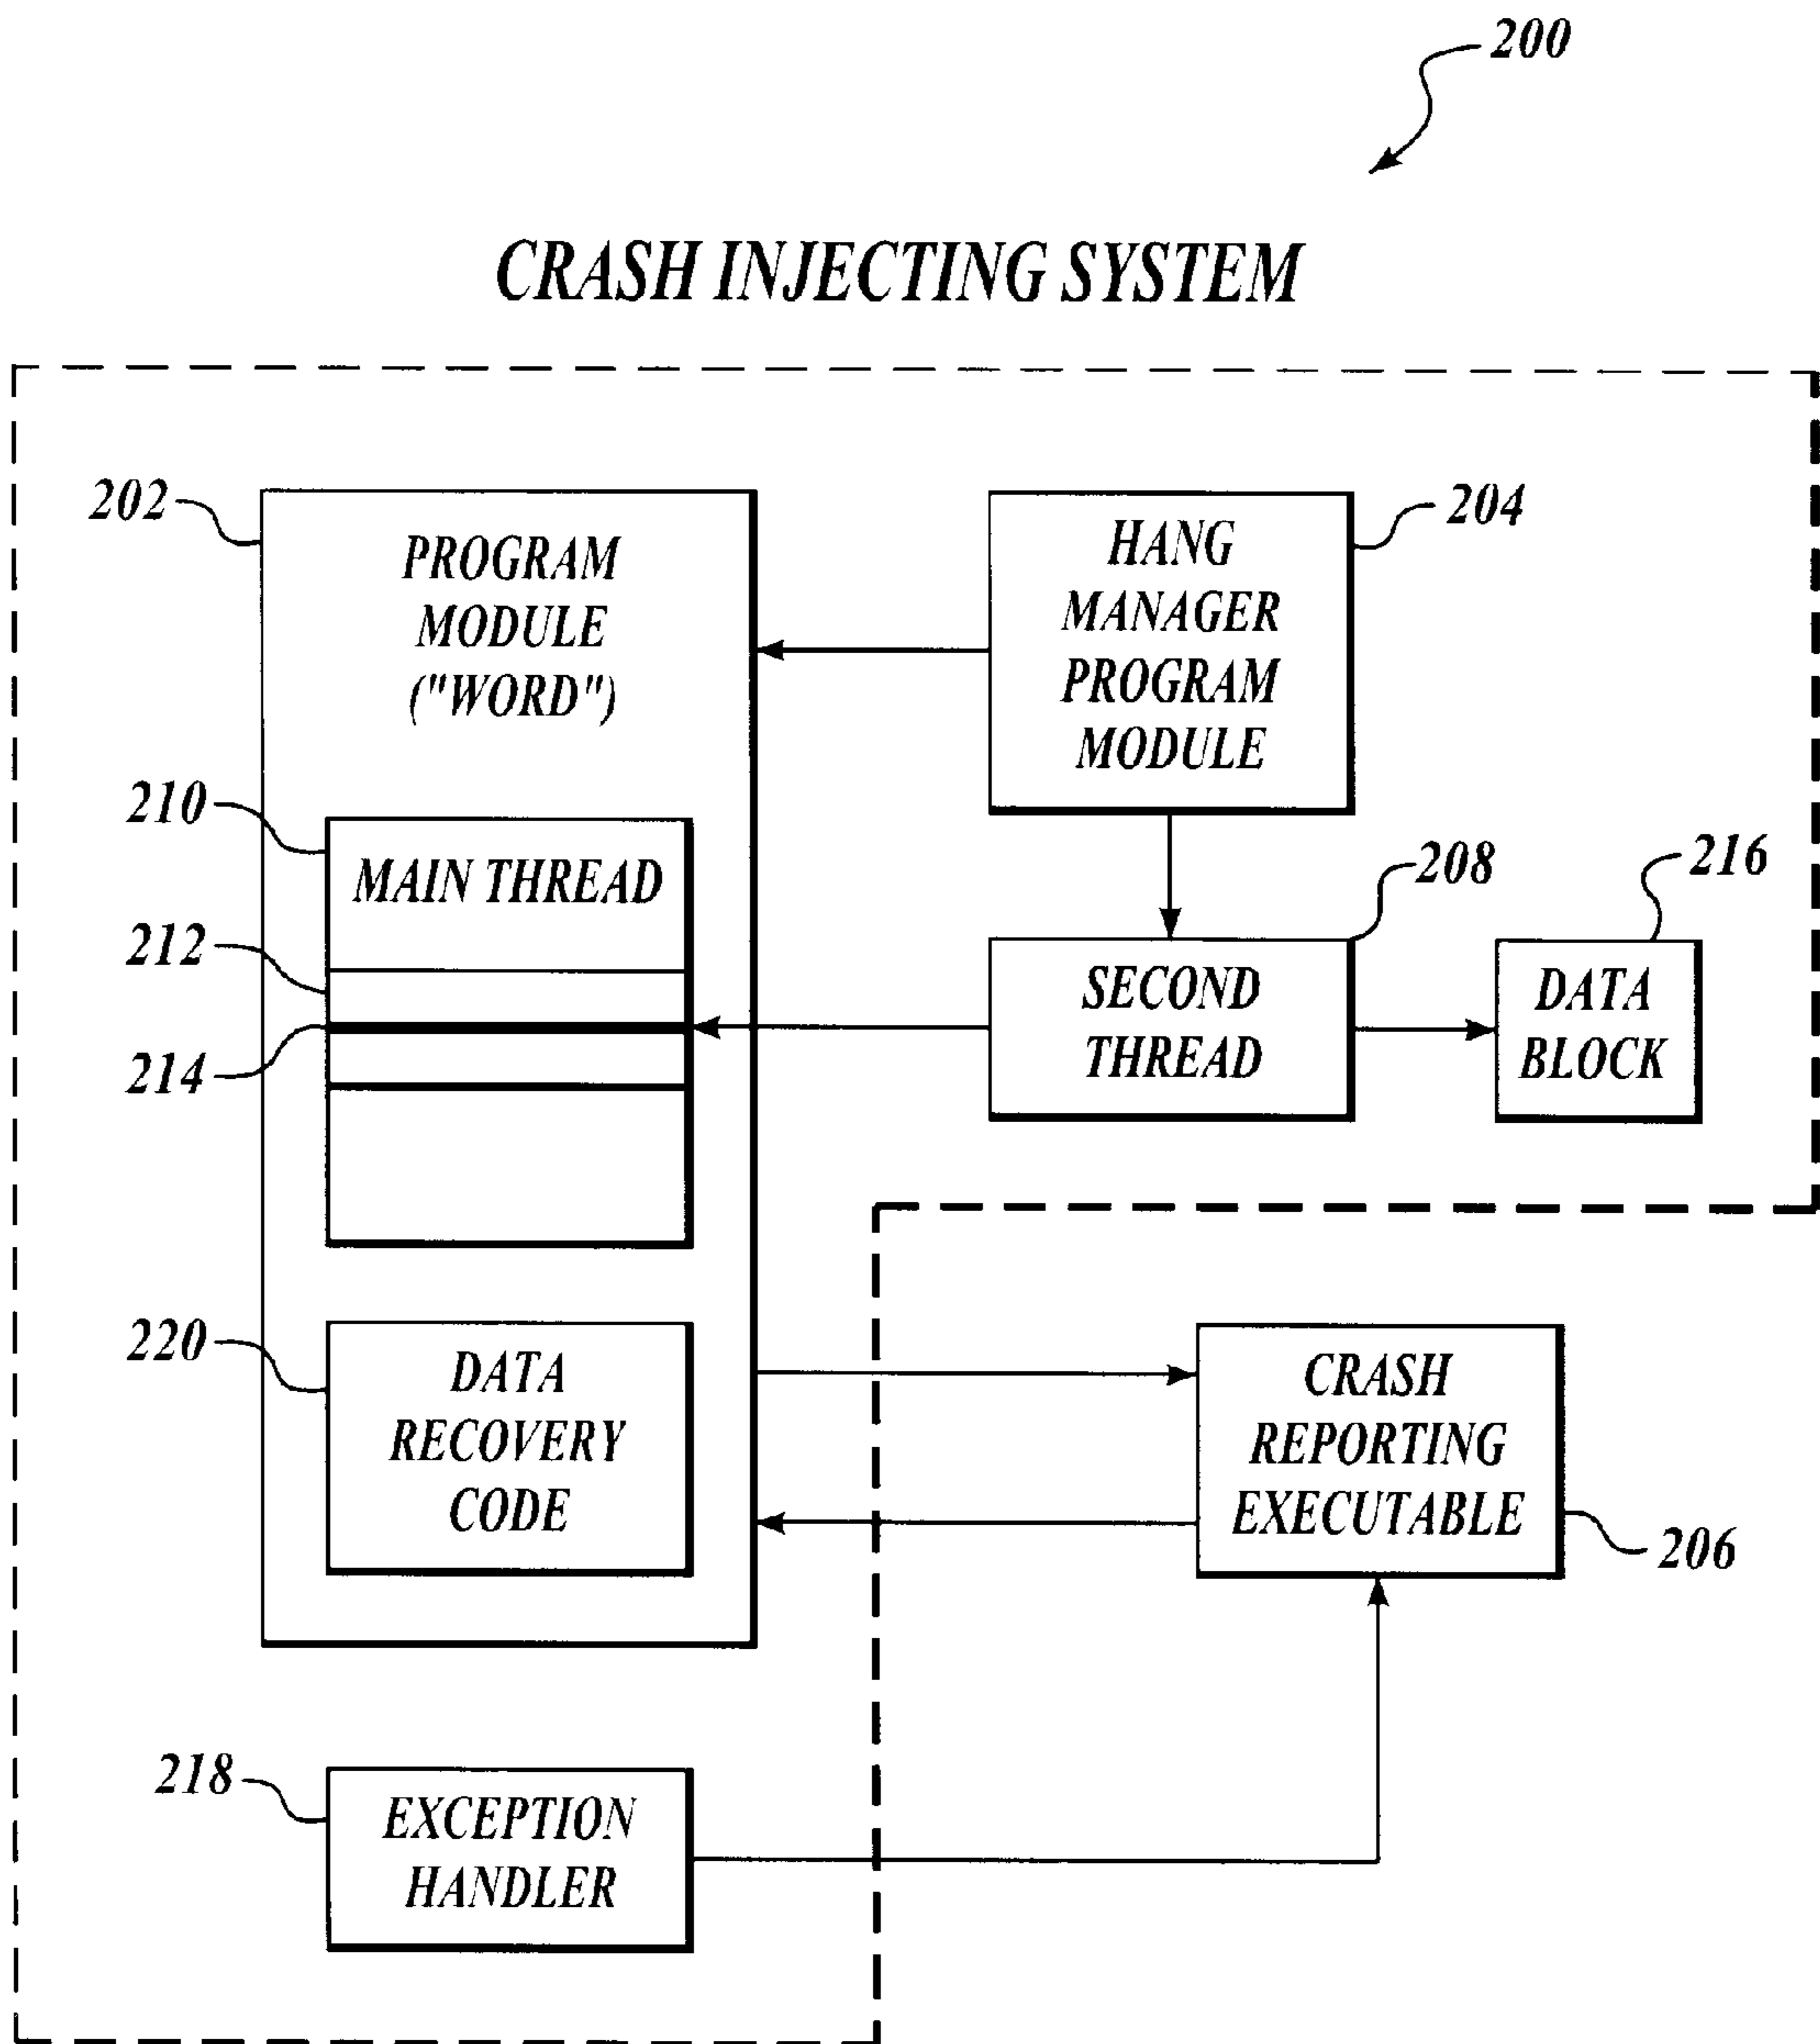 200
CRASH INJECTING SYSTEM
202
PROGRAM
MODULE
("WORD")
204
HANG
MANAGER
PROGRAM
MODULE
210
MAIN THREAD
212
214
208
SECOND
THREAD
216
DATA
BLOCK
220
DATA
RECOVERY
CODE
CRASH
REPORTING
EXECUTABLE
206
218
EXCEPTION
HANDLER